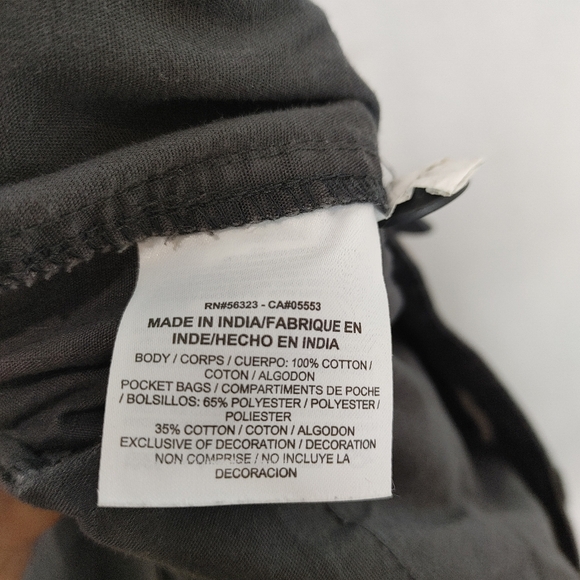 RN#56323 - CA#05553
MADE IN INDIA/FABRIQUE EN
INDE/HECHO EN INDIA
BODY / CORPS / CUERPO: 100% COTTON /
COTON / ALGODON
POCKET BAGS / COMPARTIMENTS DE POCHE
/ BOLSILLOS: 65% POLYESTER / POLYESTER /
POLIESTER
35% COTTON / COTON / ALGODON
EXCLUSIVE OF DECORATION / DECORATION
NON COMPRISE / NO INCLUYE LA
DECORACION